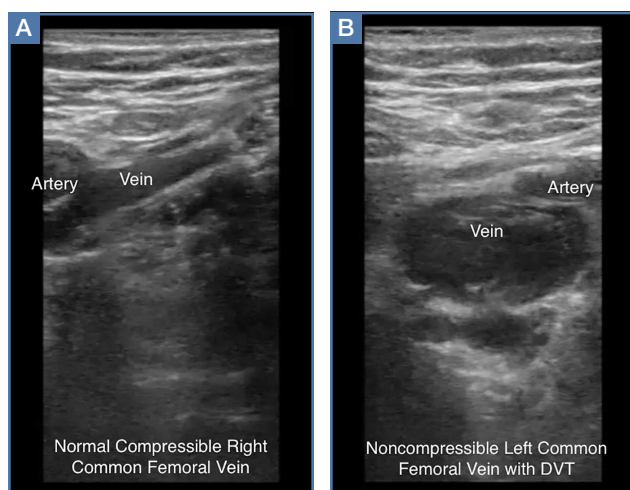 A
Artery
Vein
Normal Compressible Right
Common Femoral Vein
B
Artery
Vein
Noncompressible Left Common
Femoral Vein with DVT